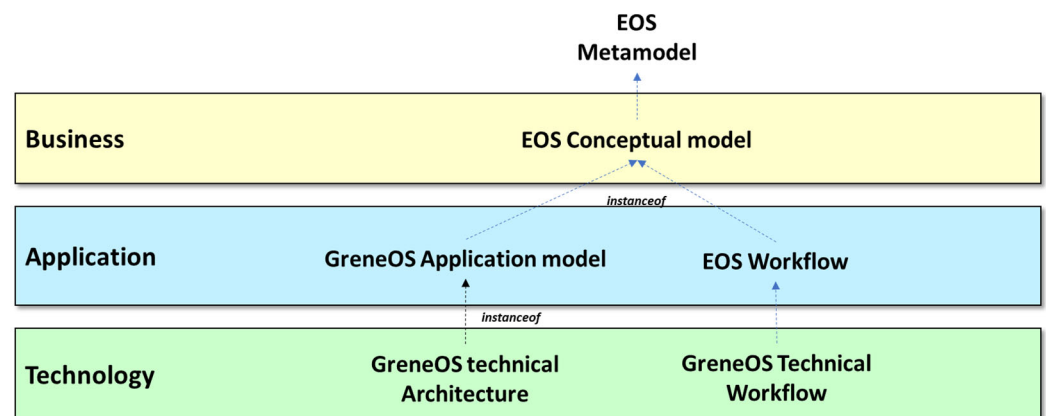 EOS
Metamodel
Business
EOS Conceptual model
instanceof
Application
GreneOS Application model
EOS Workflow
instanceof
Technology
GreneOS technical
Architecture
GreneOS Technical
Workflow